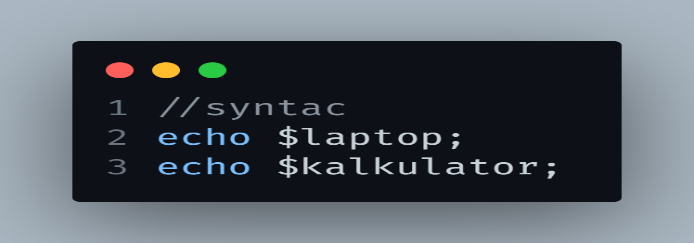 1 //syntac
2 echo $laptop;
3 echo $kalkulator;